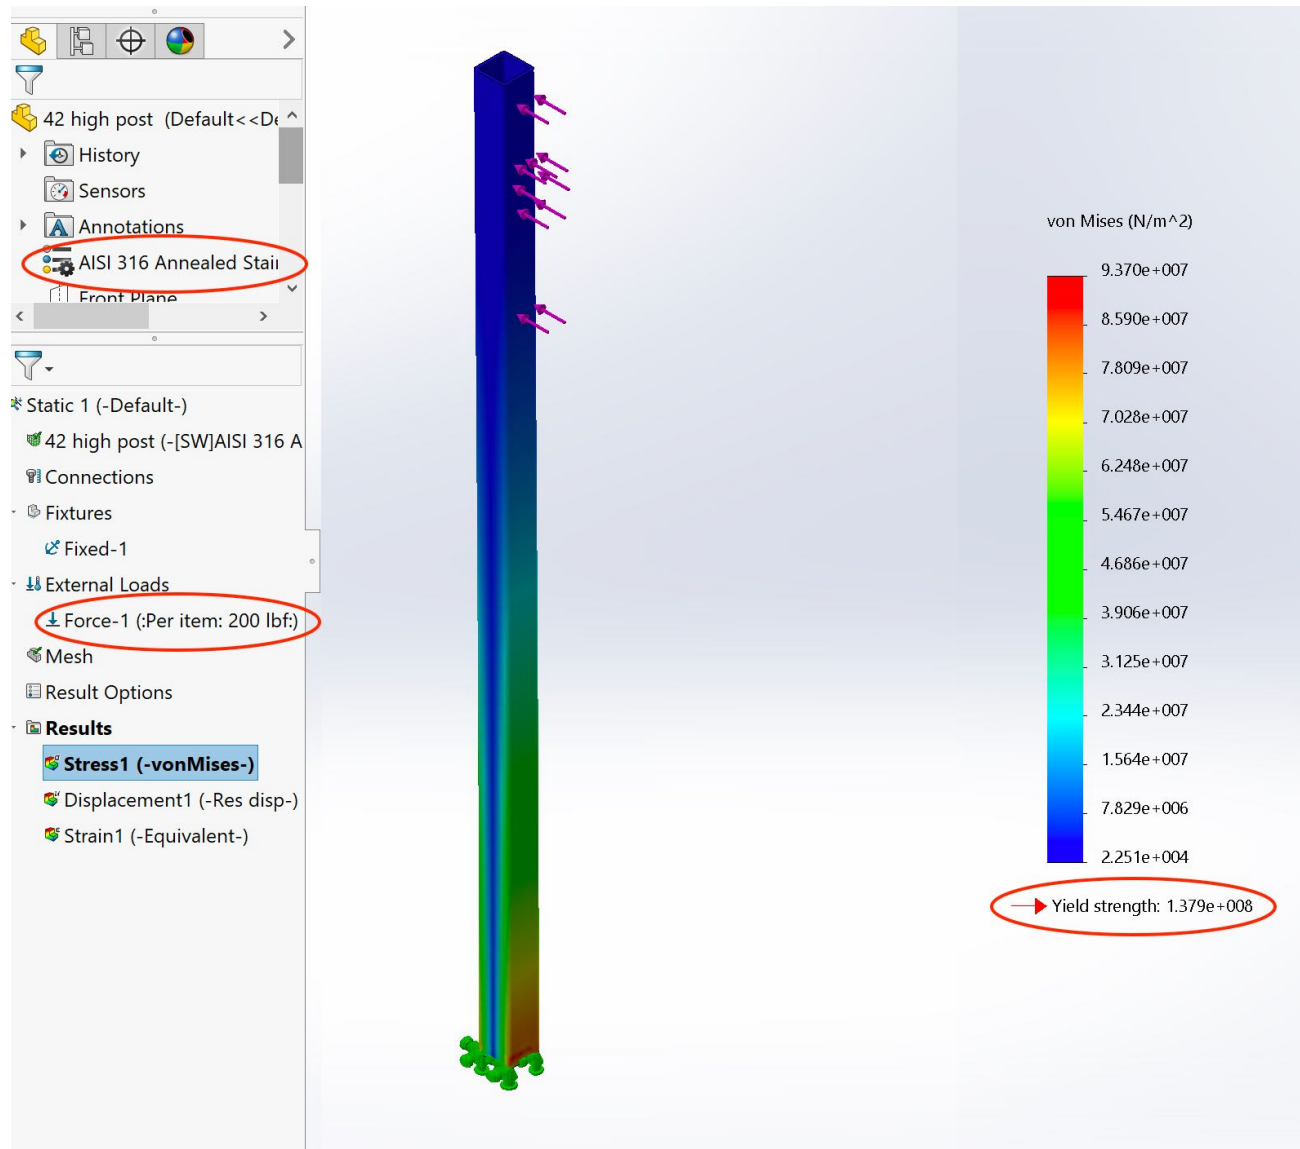 42 high post (Default<<De
History
Sensors
Annotations
AISI 316 Annealed Stai
Front Plane
Static 1 (-Default-)
42 high post (-[SW]AISI 316 A
Connections
Fixtures
Fixed-1
External Loads
Force-1 (:Per item: 200 lbf:)
Mesh
Result Options
Results
Stress1 (-vonMises-)
Displacement1 (-Res disp-)
Strain1 (-Equivalent-)
von Mises (N/m^2)
9.370e+007
8.590e+007
7.809e+007
7.028e+007
6.248e+007
5.467e+007
4.686e+007
3.906e+007
3.125e+007
2.344e+007
1.564e+007
7.829e+006
2.251e+004
Yield strength: 1.379e+008